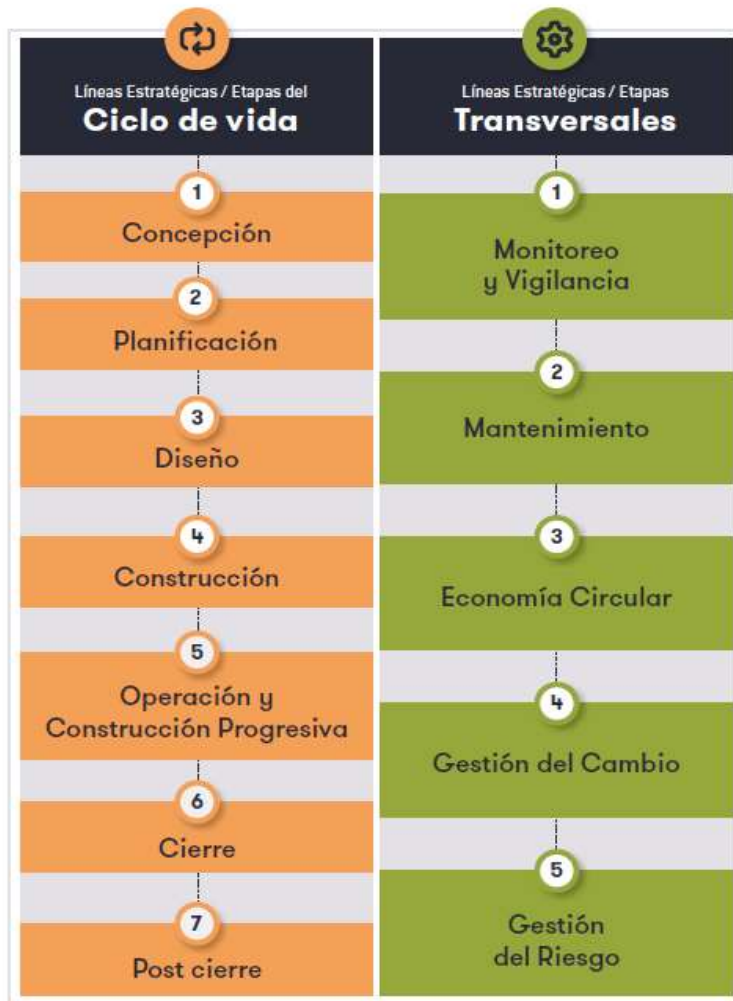 Líneas Estratégicas / Etapas del
Ciclo de vida
1
Concepción
2
Planificación
3
Diseño
4
Construcción
5
Operación y
Construcción Progresiva
6
Cierre
7
Post cierre
Líneas Estratégicas / Etapas
Transversales
1
Monitoreo
y Vigilancia
2
Mantenimiento
3
Economía Circular
4
Gestión del Cambio
5
Gestión
del Riesgo